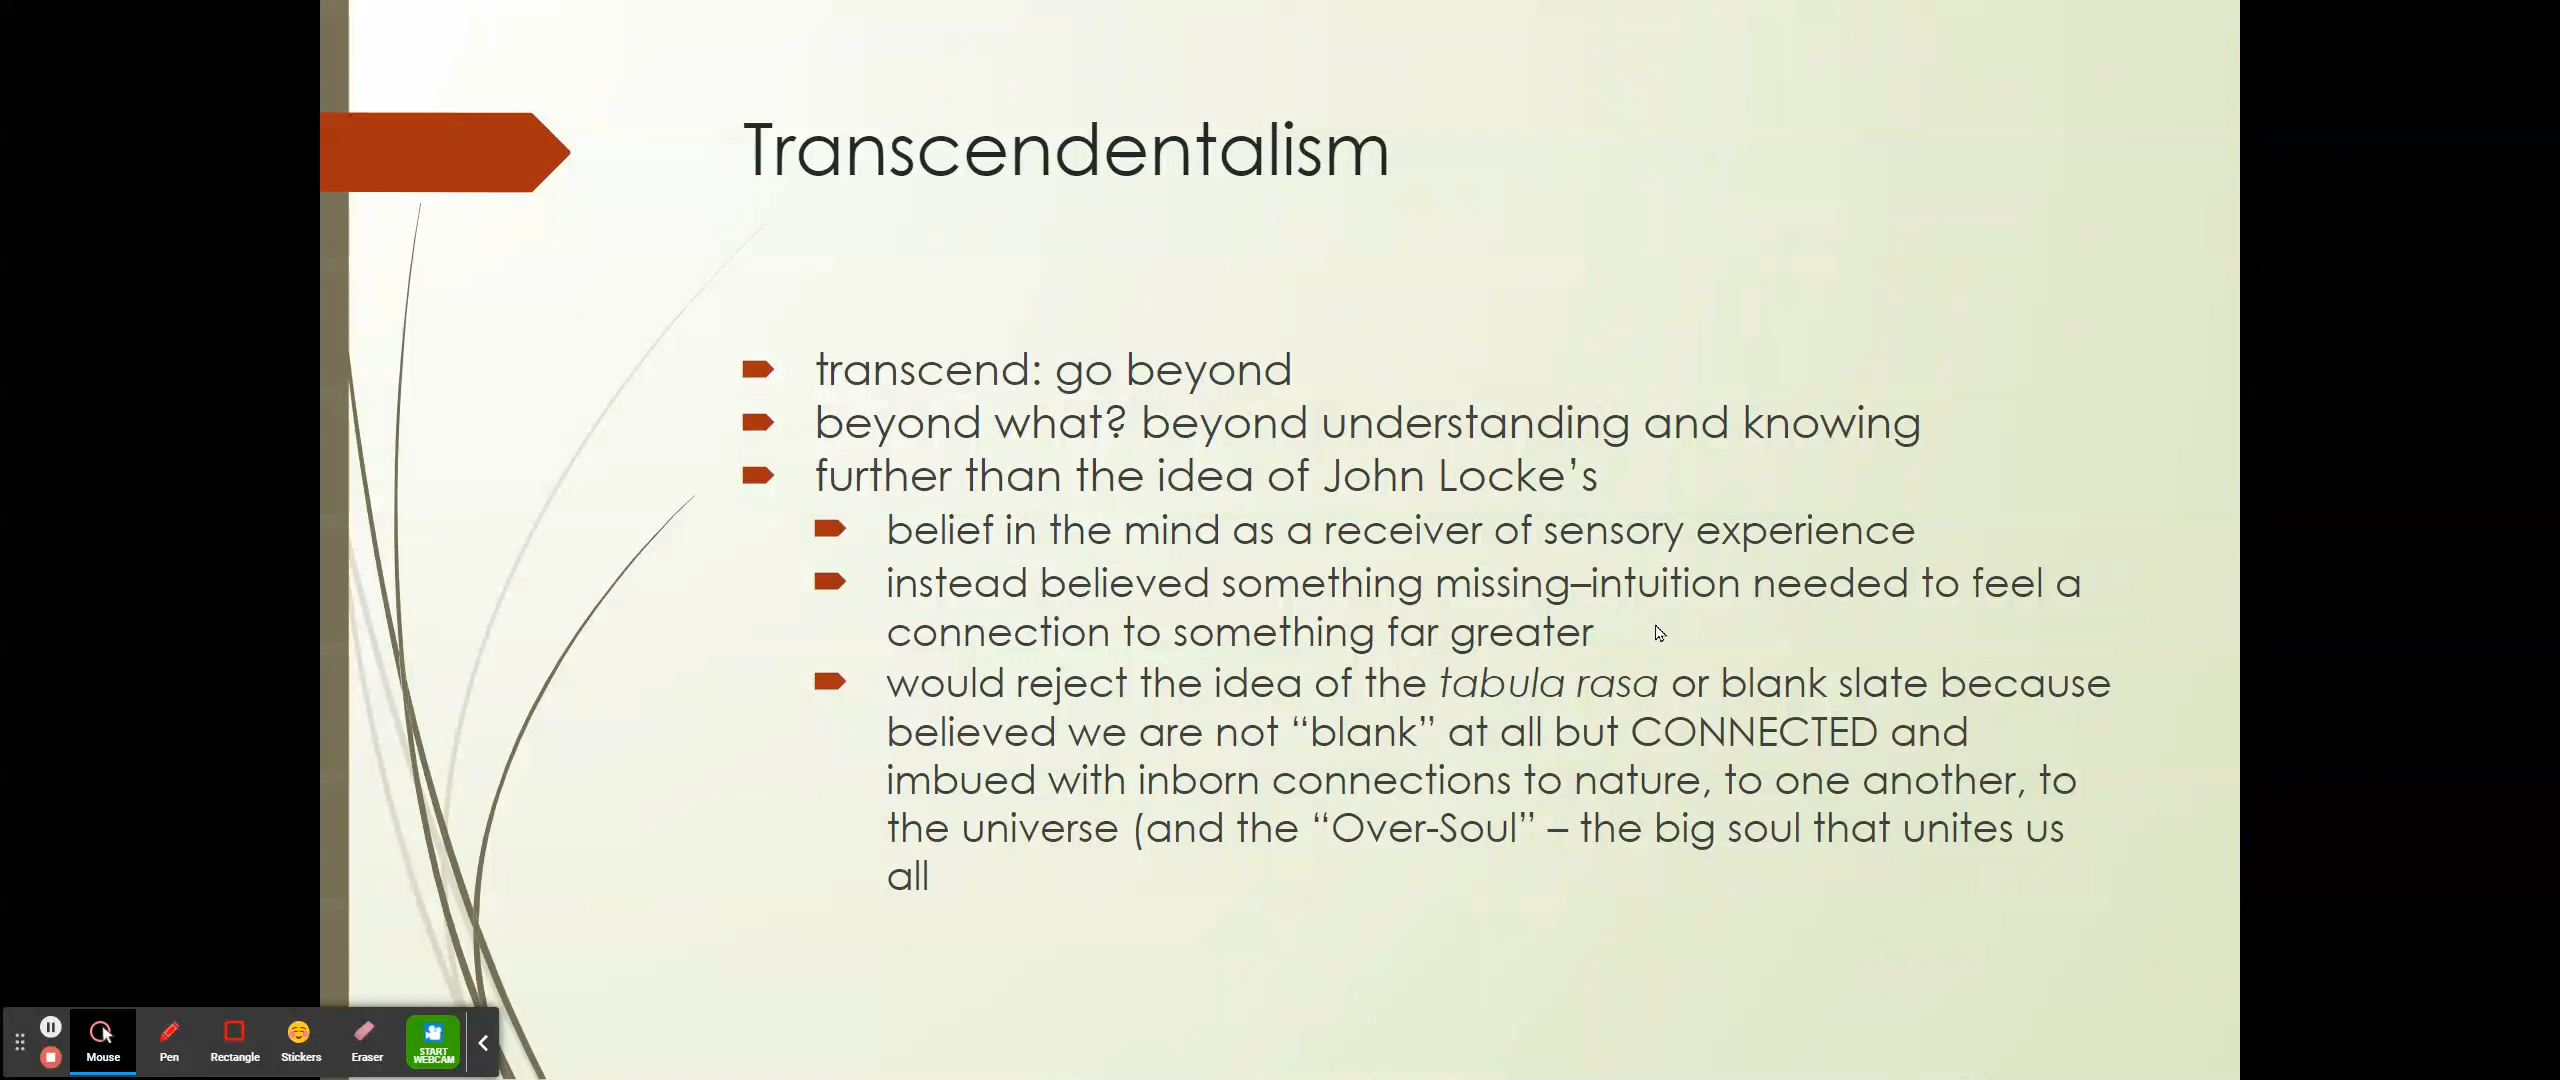 Transcendentalism
transcend: go beyond
beyond what? beyond understanding and knowing
further than the idea of John Locke’s
belief in the mind as a receiver of sensory experience
instead believed something missing–intuition needed to feel a
connection to something far greater
would reject the idea of the tabula rasa or blank slate because
believed we are not “blank” at all but CONNECTED and
imbued with inborn connections to nature, to one another, to
the universe (and the “Over-Soul” – the big soul that unites us
all
Mouse Pen Rectangle Stickers Eraser START
WEBCAM